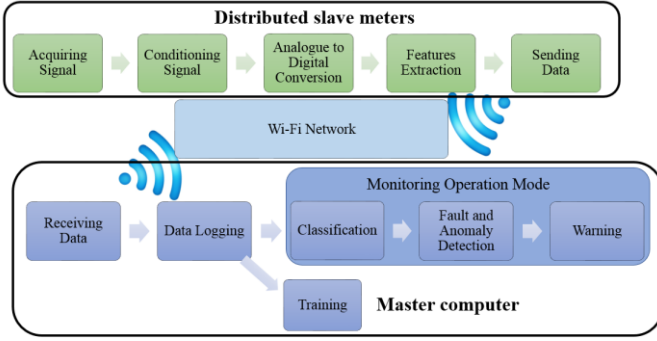 Distributed slave meters
Acquiring
Signal
Conditioning
Signal
Analogue to
Digital
Conversion
Features
Extraction
Sending
Data
Wi-Fi Network
Monitoring Operation Mode
Receiving
Data
Data Logging
Classification
Fault and
Anomaly
Detection
Warning
Training
Master computer